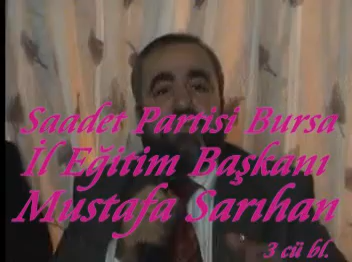 Saadet Partisi Bursa
İl Eğitim Başkanı
Mustafa Sarıhan
3 cü bl.